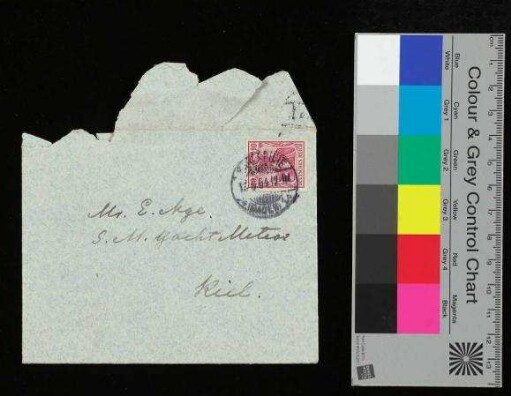 Mr. E. Aye.
S. M. Yacht Meteor
Kiel.
Colour & Grey Control Chart
Blue
White
Cyan
Grey 1
Green
Grey 2
Yellow
Grey 3
Red
Grey 4
Magenta
Black